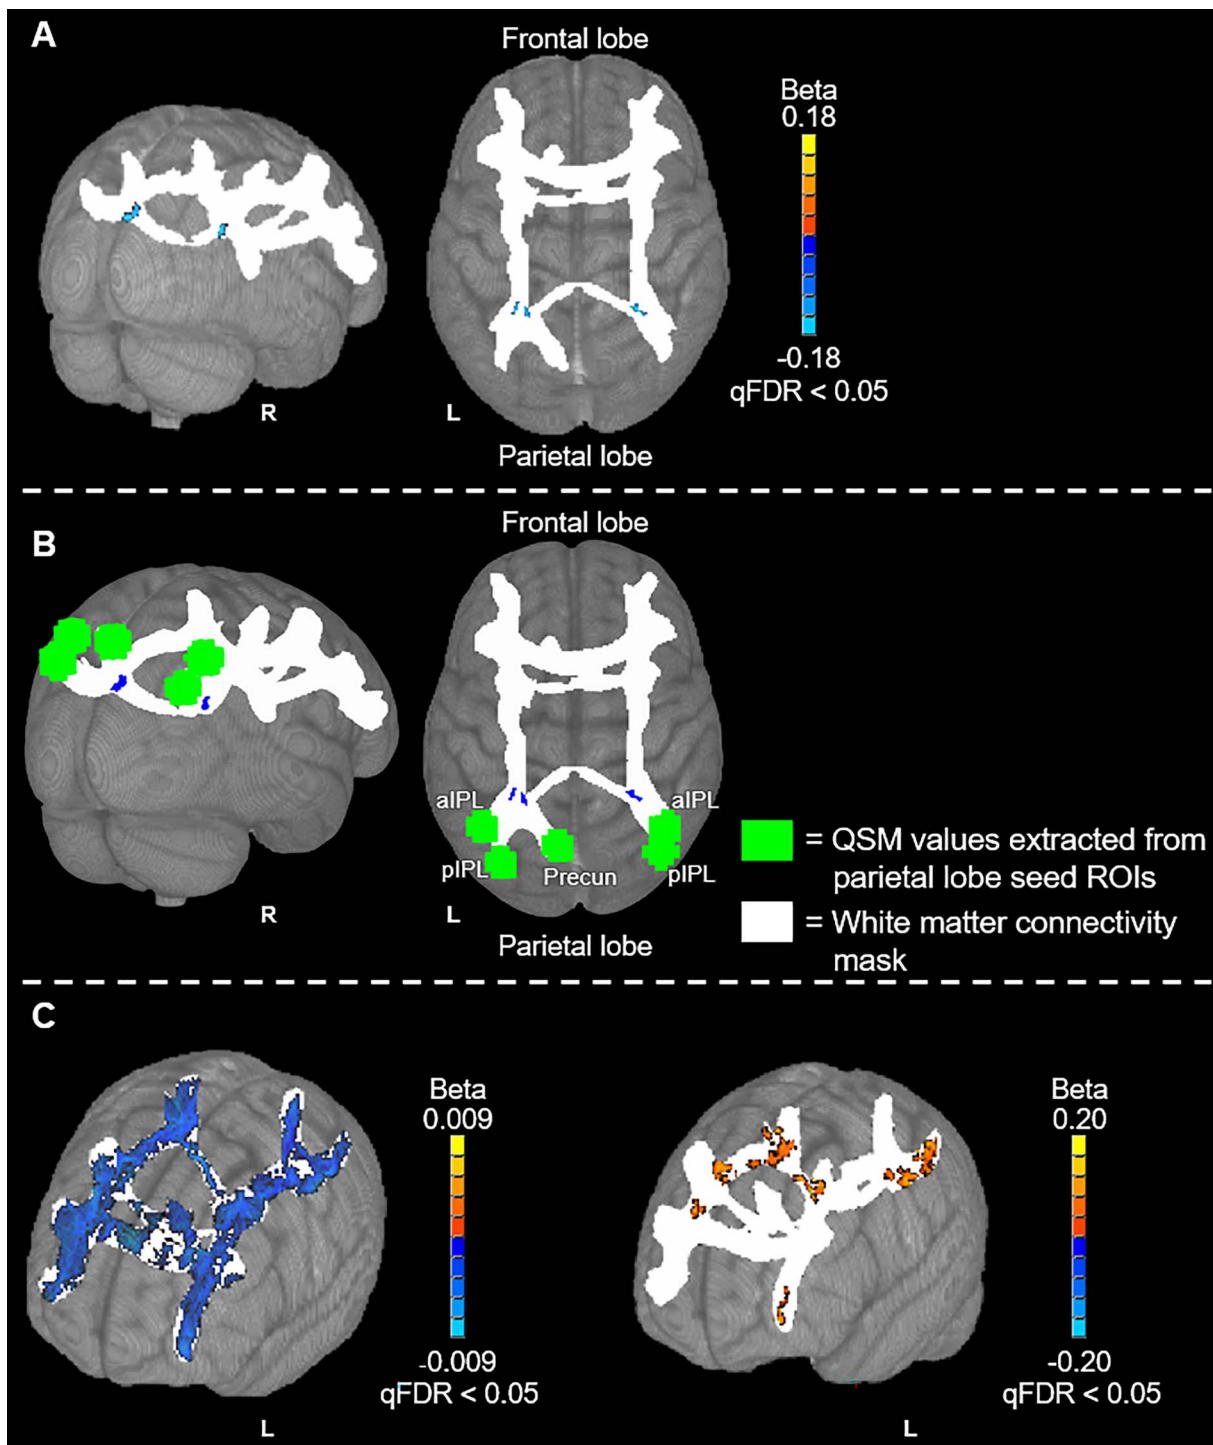 A
Frontal lobe
Beta
0.18
-0.18
qFDR < 0.05
R
L
Parietal lobe
B
Frontal lobe
aIPL
aIPL
pIPL
Precun
pIPL
= QSM values extracted from
parietal lobe seed ROIs
= White matter connectivity
mask
R
L
Parietal lobe
C
Beta
0.009
-0.009
qFDR < 0.05
L
Beta
0.20
-0.20
qFDR < 0.05
L